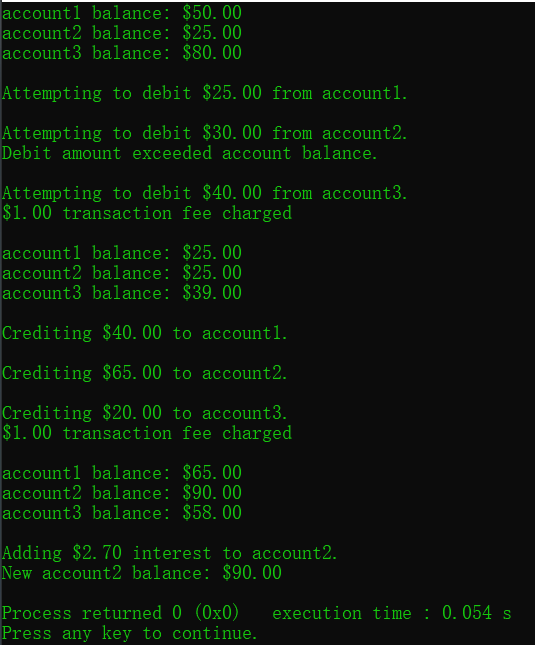 account1 balance: $50.00
account2 balance: $25.00
account3 balance: $80.00
Attempting to debit $25.00 from account1.
Attempting to debit $30.00 from account2.
Debit amount exceeded account balance.
Attempting to debit $40.00 from account3.
$1.00 transaction fee charged
account1 balance: $25.00
account2 balance: $25.00
account3 balance: $39.00
Crediting $40.00 to account1.
Crediting $65.00 to account2.
Crediting $20.00 to account3.
$1.00 transaction fee charged
account1 balance: $65.00
account2 balance: $90.00
account3 balance: $58.00
Adding $2.70 interest to account2.
New account2 balance: $90.00
Process returned 0 (0x0)   execution time : 0.054 s
Press any key to continue.